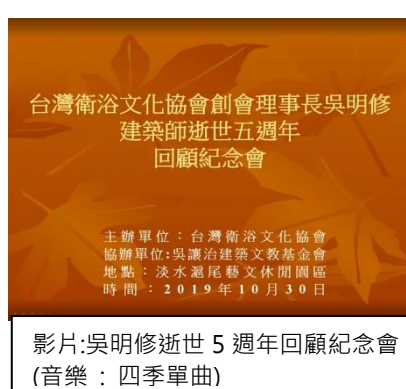 台灣衛浴文化協會創會理事長吳明修
建築師逝世五週年
回顧紀念會
主辦單位：台灣衛浴文化協會
協辦單位:吳讓治建築文教基金會
地點：淡水滬尾藝文休閒園區
時間：2019年10月30日
影片:吳明修逝世 5 週年回顧紀念會
(音樂 : 四季單曲)